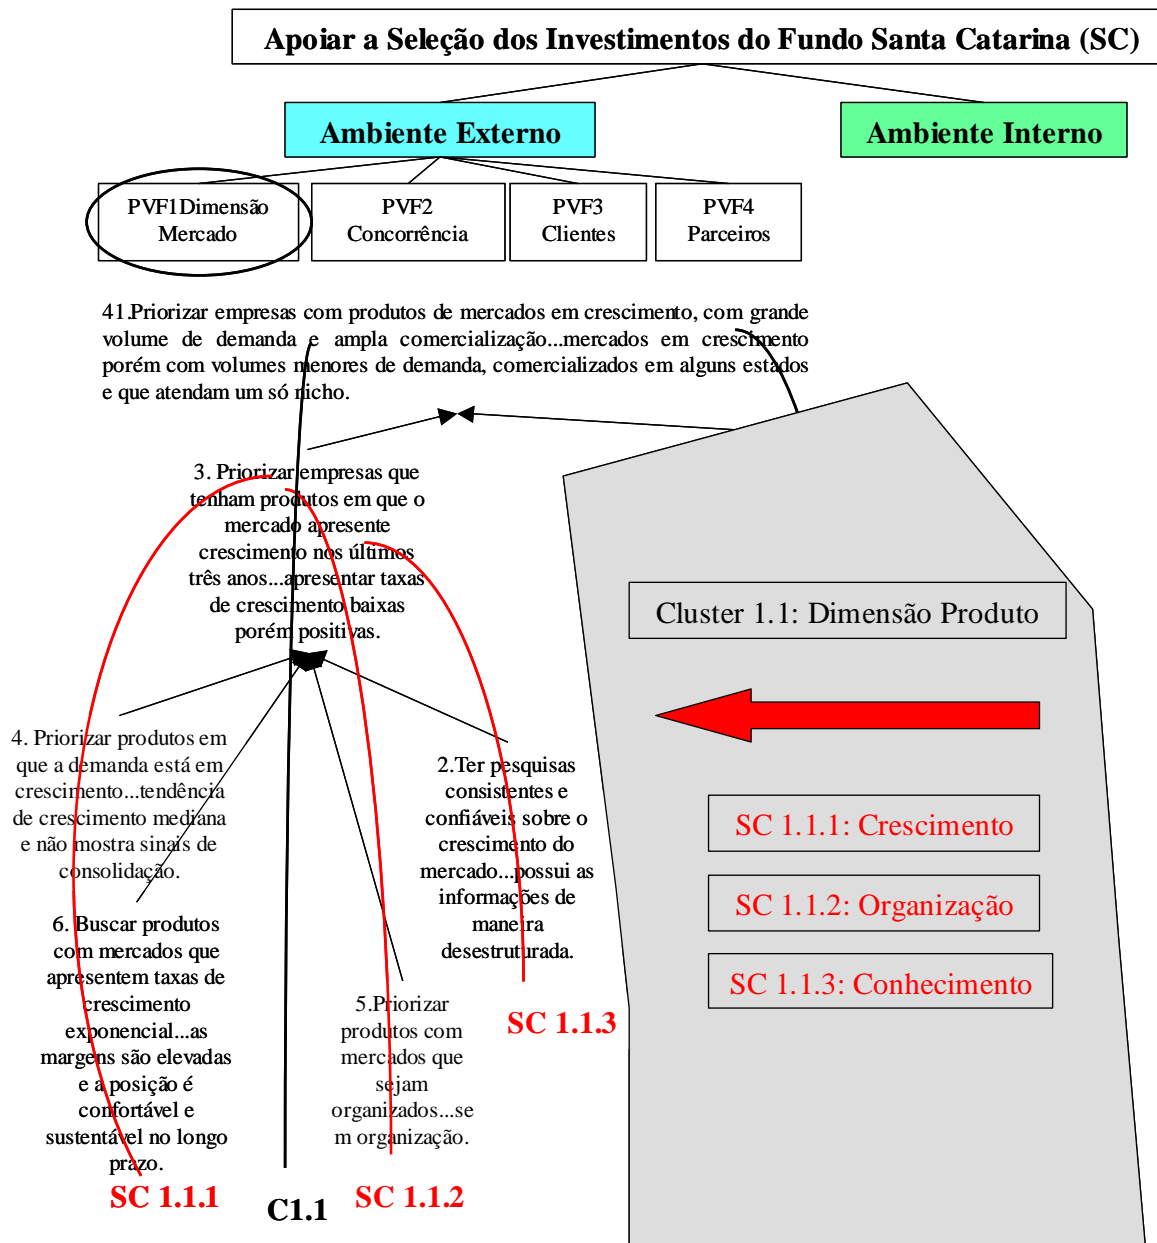 Apoiar a Seleção dos Investimentos do Fundo Santa Catarina (SC)
Ambiente Externo
Ambiente Interno
PVF1Dimensão
Mercado
PVF2
Concorrência
PVF3
Clientes
PVF4
Parceiros
41.Priorizar empresas com produtos de mercados em crescimento, com grande
volume de demanda e ampla comercialização...mercados em crescimento
porém com volumes menores de demanda, comercializados em alguns estados
e que atendam um só nicho.
3. Priorizar empresas que
tenham produtos em que o
mercado apresente
crescimento nos últimos
três anos...apresentar taxas
de crescimento baixas
porém positivas.
4. Priorizar produtos em
que a demanda está em
crescimento...tendência
de crescimento mediana
e não mostra sinais de
consolidação.
6. Buscar produtos
com mercados que
apresentem taxas de
crescimento
exponencial...as
margens são elevadas
e a posição é
confortável e
sustentável no longo
prazo.
SC 1.1.1
C1.1
5.Priorizar
produtos com
mercados que
sejam
organizados...se
m organização.
SC 1.1.2
2.Ter pesquisas
consistentes e
confiáveis sobre o
crescimento do
mercado...possui as
informações de
maneira
desestruturada.
SC 1.1.3
Cluster 1.1: Dimensão Produto
SC 1.1.1: Crescimento
SC 1.1.2: Organização
SC 1.1.3: Conhecimento